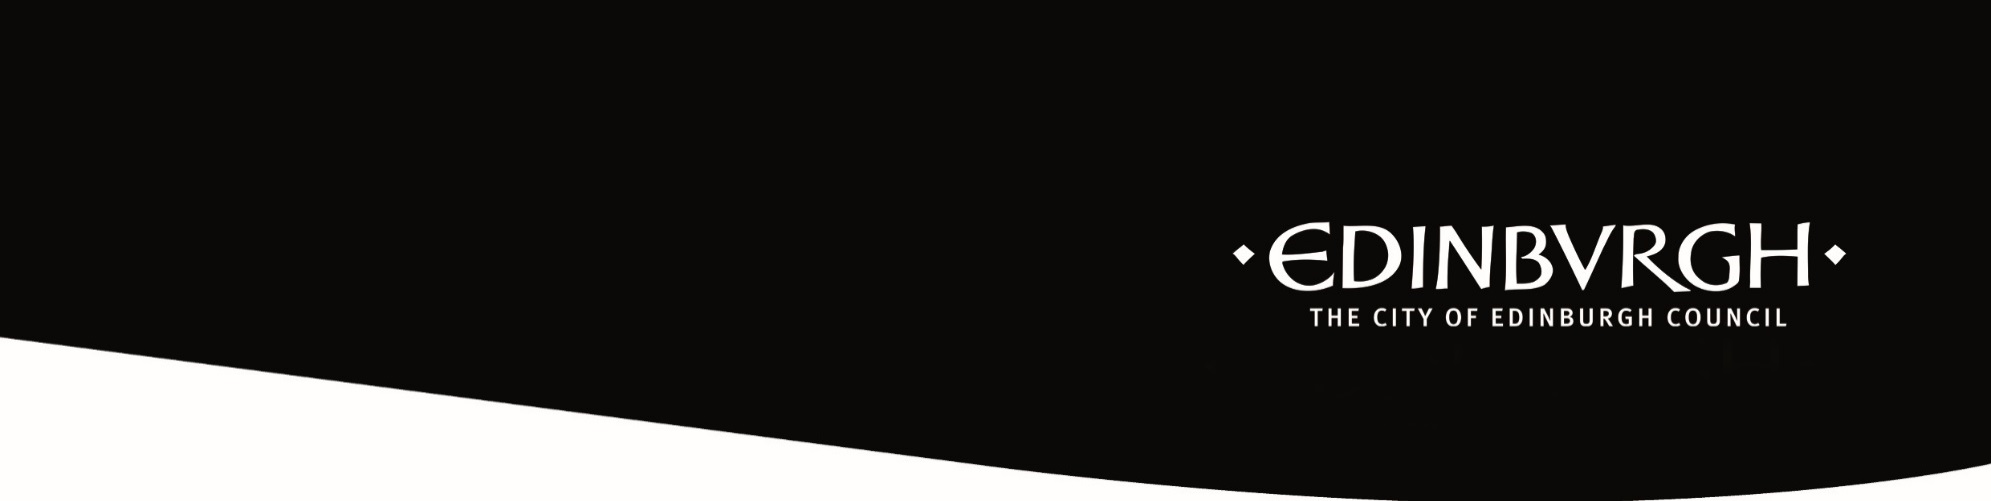 ·EDINBVRGH·
THE CITY OF EDINBURGH COUNCIL